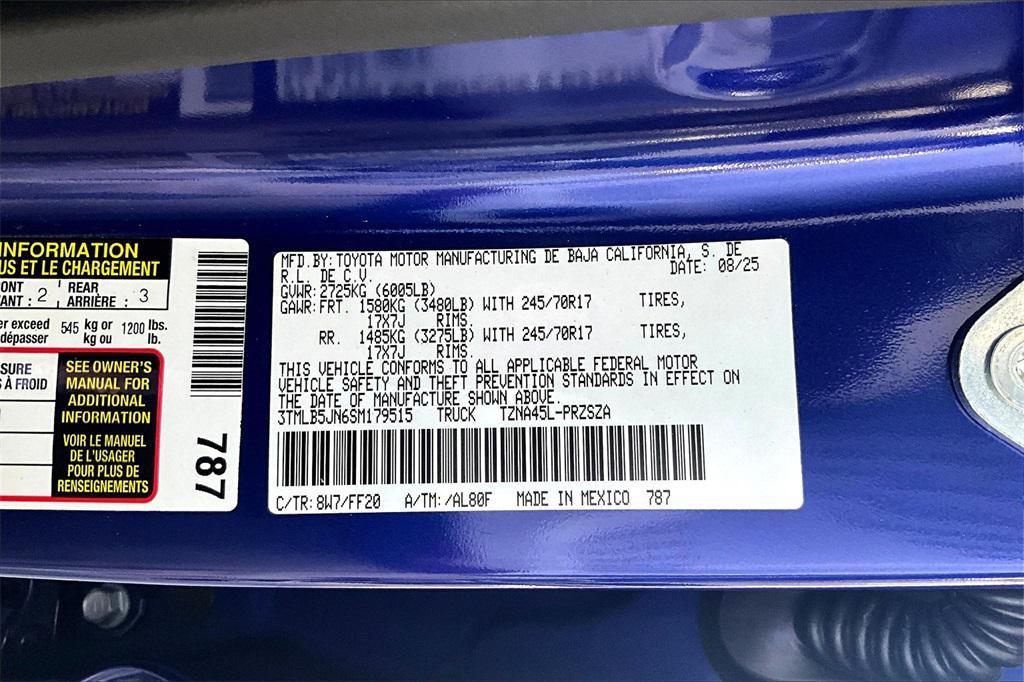 INFORMATION
US ET LE CHARGEMENT
ONT 2 REAR 3
ANT : ARRIÈRE :
er exceed 545 kg or 1200 lbs.
dépasser kg ou lb.
SURE
S À FROID
SEE OWNER'S
MANUAL FOR
ADDITIONAL
INFORMATION
VOIR LE MANUEL
DE L'USAGER
POUR PLUS DE
RENSEIGNEMENTS
787
MFD.BY:TOYOTA MOTOR MANUFACTURING DE BAJA CALIFORNIA, S. DE
R.L. DE C.V. DATE: 08/25
GVWR:2725KG (6005LB)
GAWR:FRT. 1580KG (3480LB) WITH 245/70R17 TIRES,
17X7J RIMS.
RR. 1485KG (3275LB) WITH 245/70R17 TIRES,
17X7J RIMS.
THIS VEHICLE CONFORMS TO ALL APPLICABLE FEDERAL MOTOR
VEHICLE SAFETY AND THEFT PREVENTION STANDARDS IN EFFECT ON
THE DATE OF MANUFACTURE SHOWN ABOVE.
3TMLB5JN6SM179515 TRUCK TZNA45L-PRZSZA
C/TR:8W7/FF20 A/TM:/AL80F MADE IN MEXICO 787